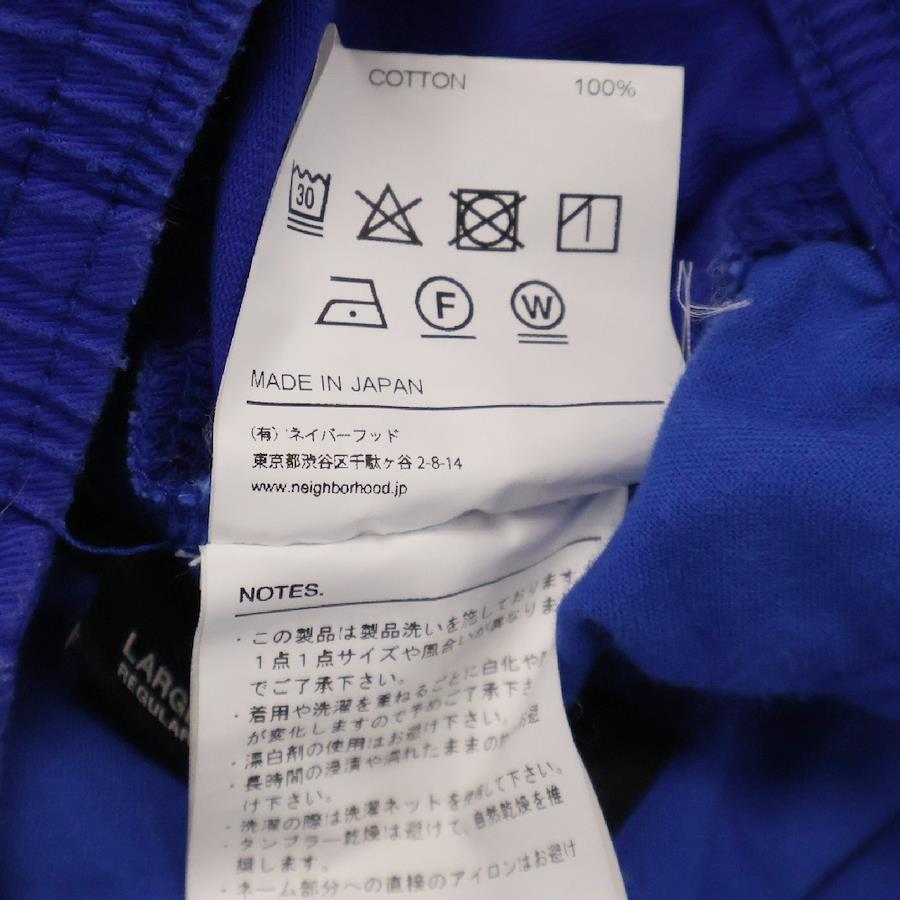 COTTON 100%
30
F W
MADE IN JAPAN
(有) ネイバーフッド
東京都渋谷区千駄ヶ谷 2-8-14
www.neighborhood.jp
NOTES.
・この製品は製品洗いを施しております
1点1点サイズや風合いが異なりま
でご了承下さい。
・着用や洗濯を重ねるごとに白化や
が変化しますので予めご了承下さ
・漂白剤の使用はお避け下さい。
・長時間の浸漬や濡れたままの
け下さい。
・洗濯の際は洗濯ネットを使用して下さい。
・タンブラー乾燥は避けて、自然乾燥を推
奨します。
・ネーム部分への直接のアイロンはお避け
LARGE
REGULAR